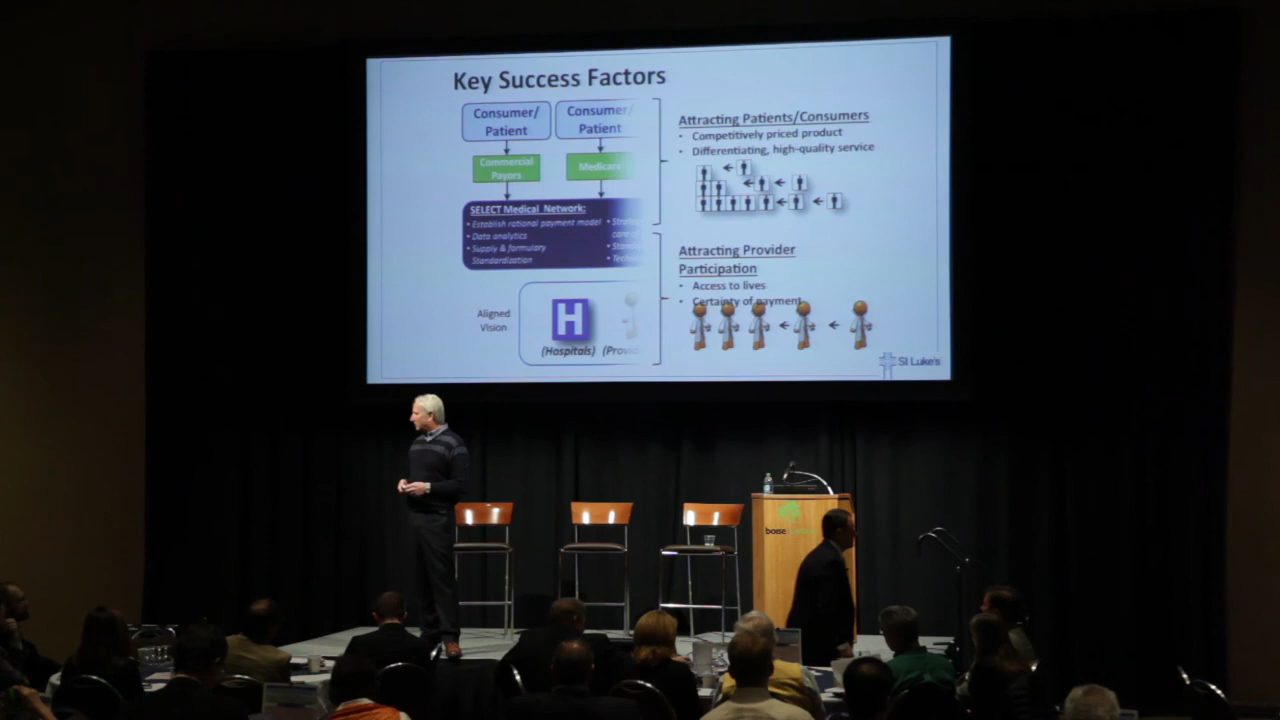 Key Success Factors
Consumer/
Patient
Consumer/
Patient
Commercial
Payors
Medicare
SELECT Medical Network:
• Establish rational payment model
• Data analytics
• Supply & formulary
Standardization
Aligned
Vision
H
(Hospitals) (Provid
Attracting Patients/Consumers
• Competitively priced product
• Differentiating, high-quality service
Attracting Provider
Participation
• Access to lives
• Certainty of payment
St Luke's
boise